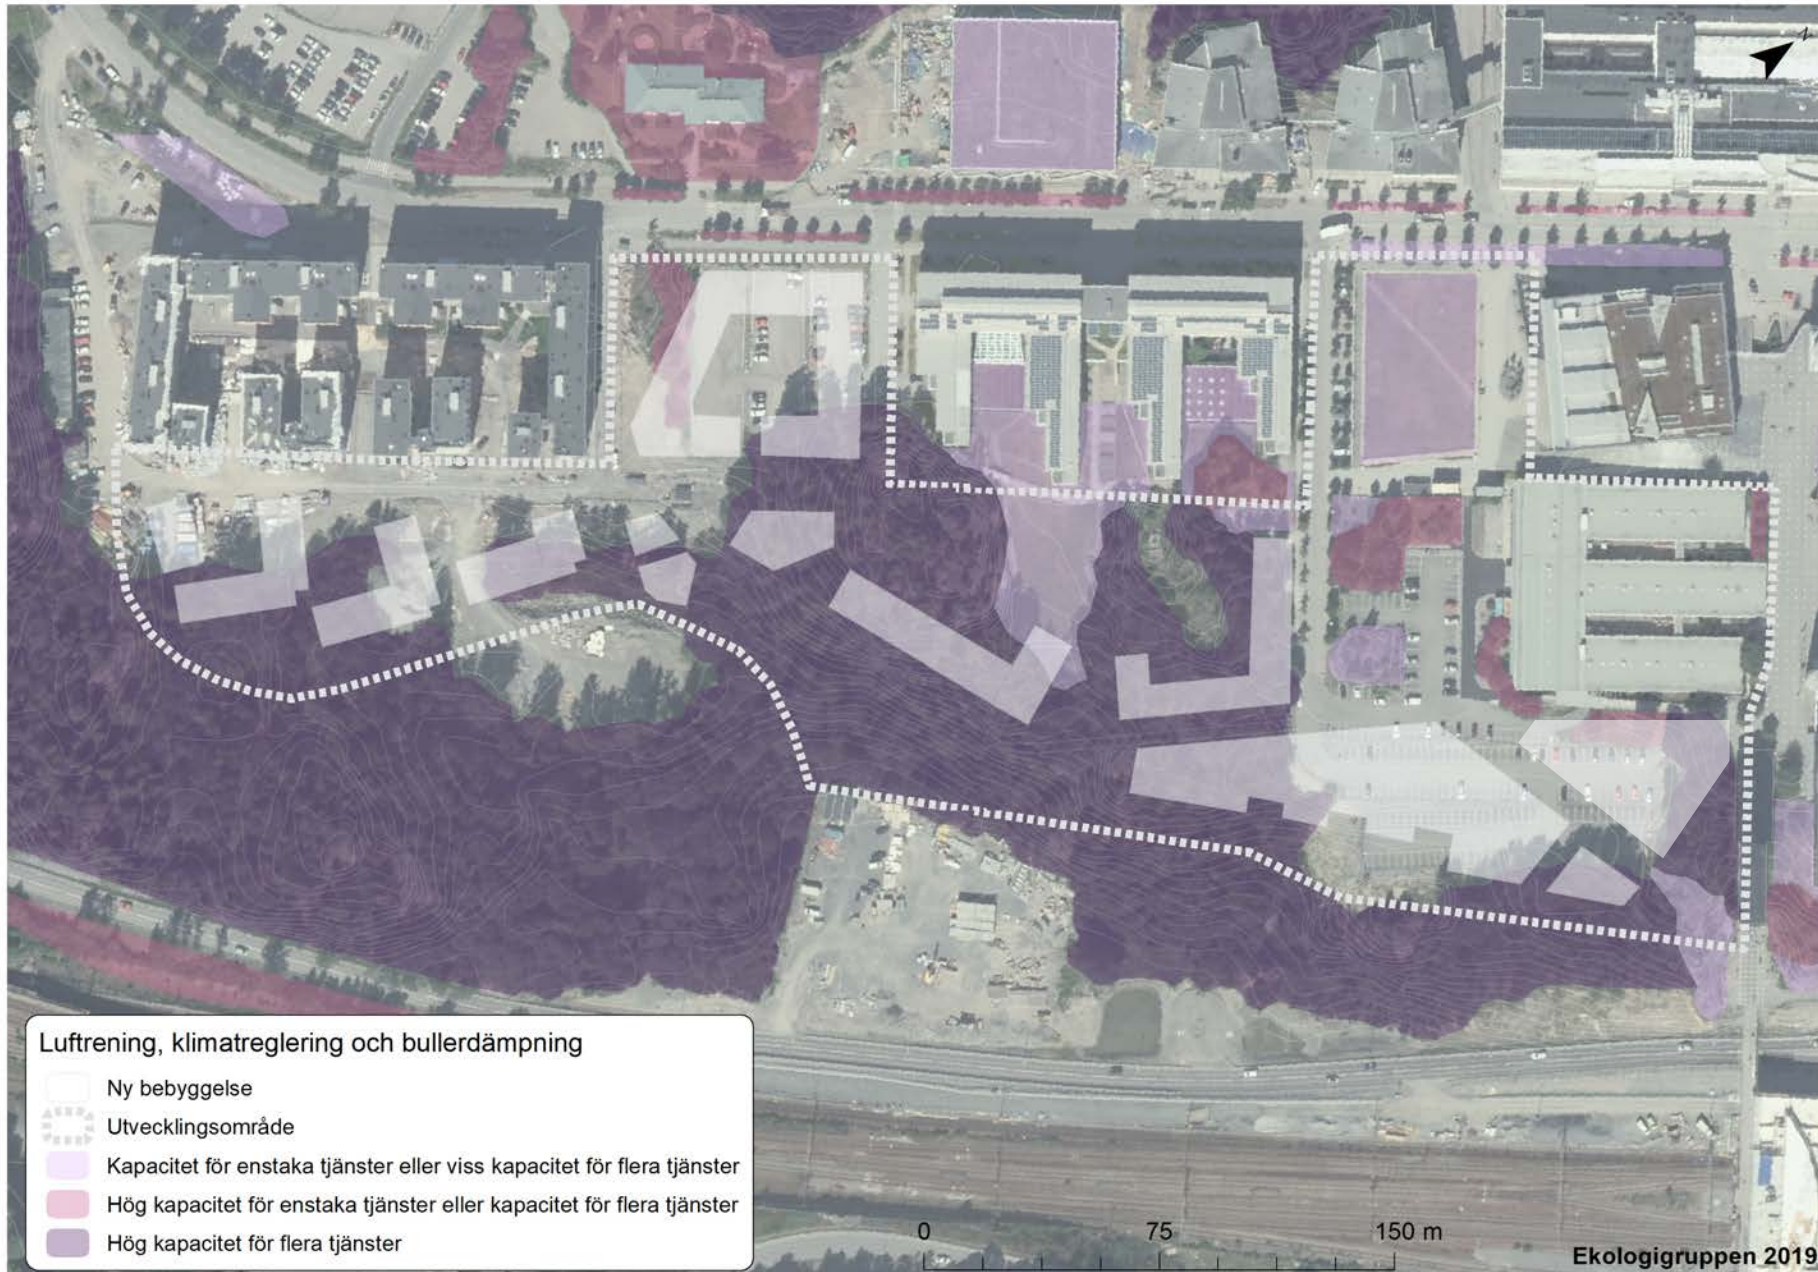 N
Luftrening, klimatreglering och bullerdämpning
Ny bebyggelse
Utvecklingsområde
Kapacitet för enstaka tjänster eller viss kapacitet för flera tjänster
Hög kapacitet för enstaka tjänster eller kapacitet för flera tjänster
Hög kapacitet för flera tjänster
0 75 150 m
Ekologigruppen 2019